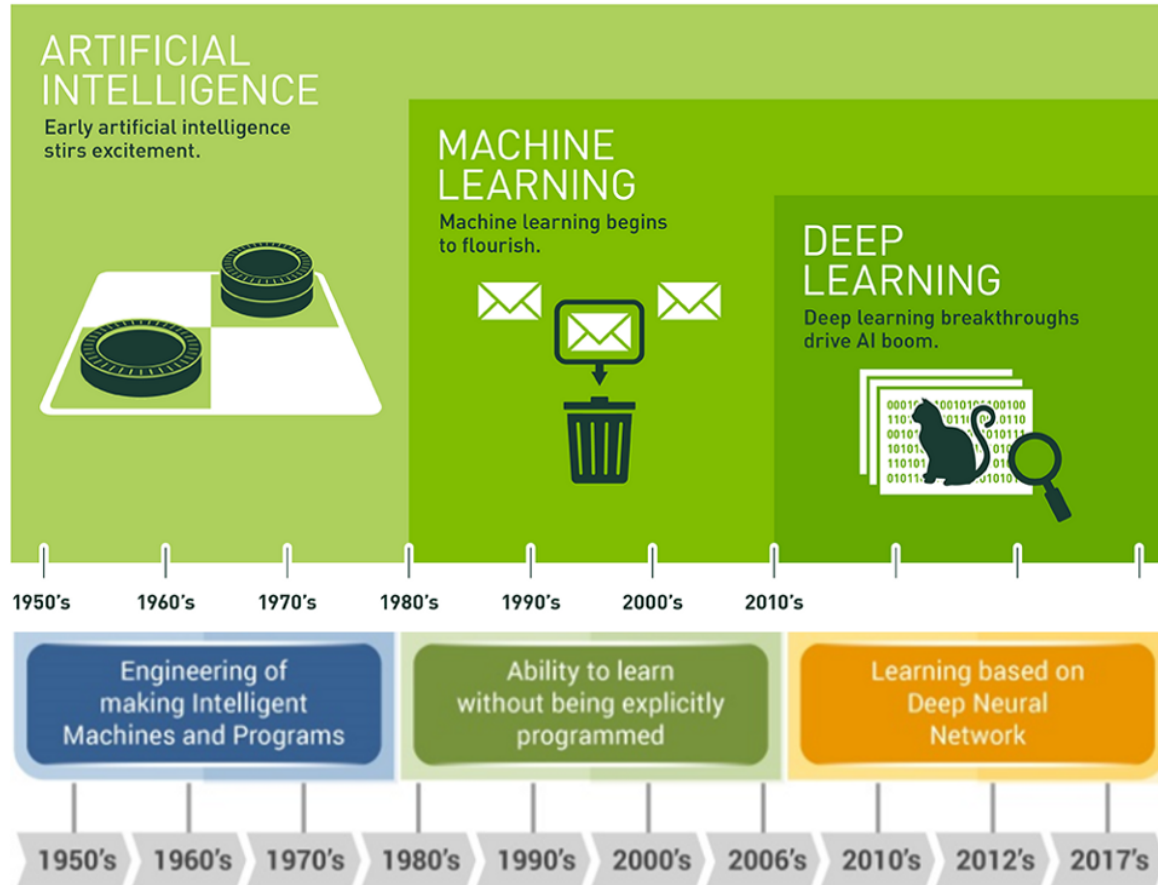 ARTIFICIAL
INTELLIGENCE
Early artificial intelligence
stirs excitement.
MACHINE
LEARNING
Machine learning begins
to flourish.
DEEP
LEARNING
Deep learning breakthroughs
drive AI boom.
1950's 1960's 1970's 1980's 1990's 2000's 2010's
Engineering of
making Intelligent
Machines and Programs
Ability to learn
without being explicitly
programmed
Learning based on
Deep Neural
Network
1950's 1960's 1970's 1980's 1990's 2000's 2006's 2010's 2012's 2017's